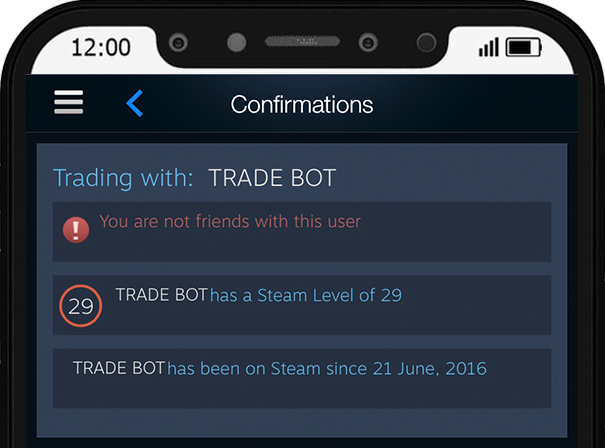 12:00
Confirmations
Trading with: TRADE BOT
You are not friends with this user
29
TRADE BOT has a Steam Level of 29
TRADE BOT has been on Steam since 21 June, 2016